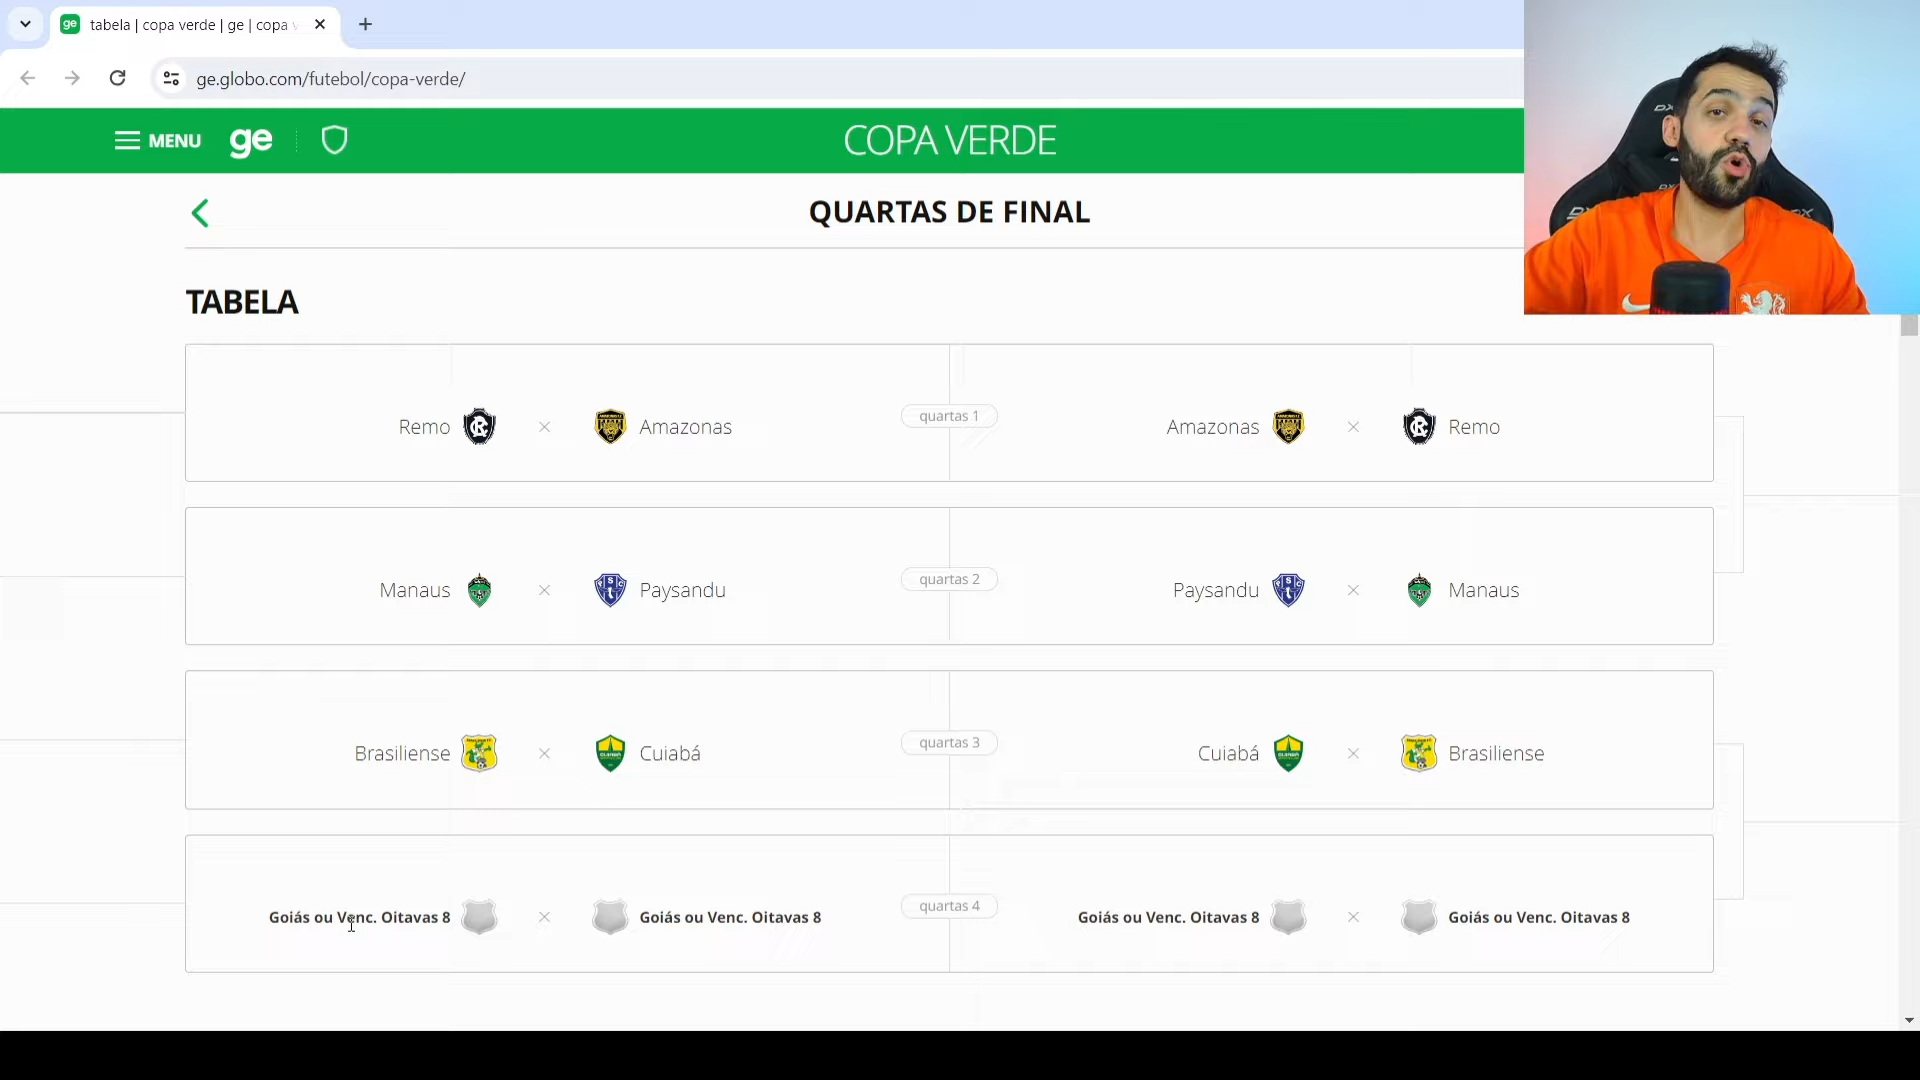 tabela | copa verde | ge | copa v
ge.globo.com/futebol/copa-verde/
MENU ge COPA VERDE
QUARTAS DE FINAL
TABELA
quartas 1
Remo × Amazonas Amazonas × Remo
quartas 2
Manaus × Paysandu Paysandu × Manaus
quartas 3
Brasiliense × Cuiabá Cuiabá × Brasiliense
quartas 4
Goiás ou Venc. Oitavas 8 × Goiás ou Venc. Oitavas 8 Goiás ou Venc. Oitavas 8 × Goiás ou Venc. Oitavas 8